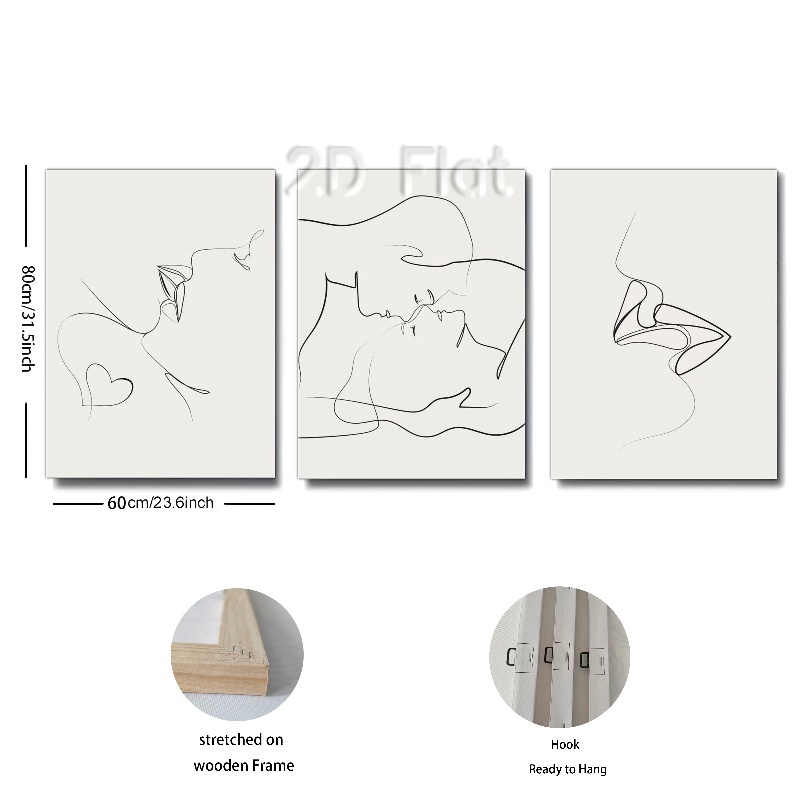 2D Flat
80cm/31.5inch
60cm/23.6inch
stretched on
wooden Frame
Hook
Ready to Hang